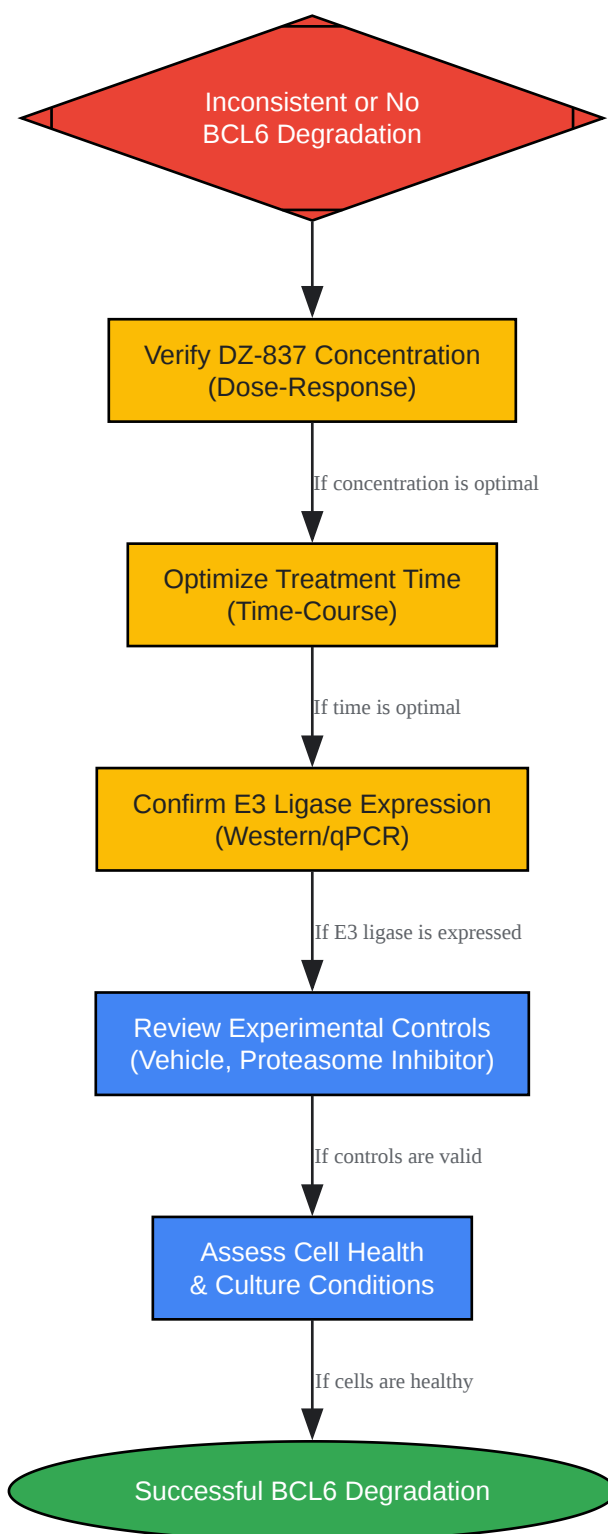 Inconsistent or No
BCL6 Degradation
Verify DZ-837 Concentration
(Dose-Response)
If concentration is optimal
Optimize Treatment Time
(Time-Course)
If time is optimal
Confirm E3 Ligase Expression
(Western/qPCR)
If E3 ligase is expressed
Review Experimental Controls
(Vehicle, Proteasome Inhibitor)
If controls are valid
Assess Cell Health
& Culture Conditions
If cells are healthy
Successful BCL6 Degradation